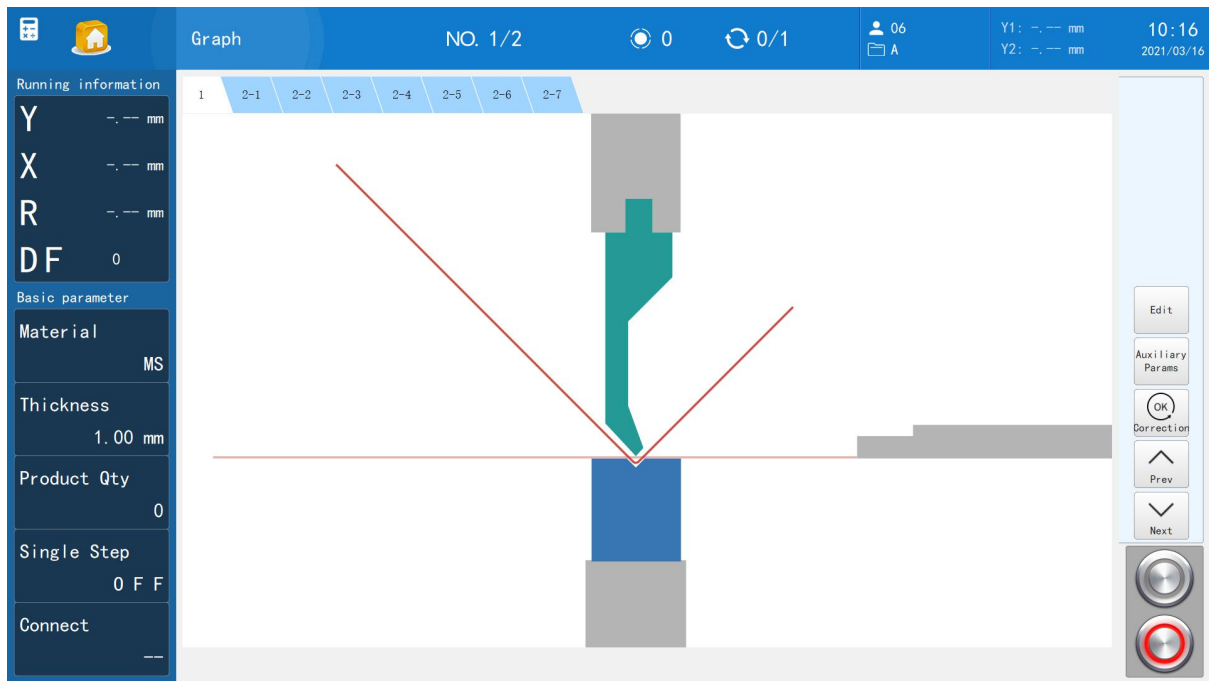 Graph
NO. 1/2
0
0/1
06
A
Y1: -.-- mm
Y2: -.-- mm
10:16
2021/03/16
Running information
Y -.-- mm
X -.-- mm
R -.-- mm
DF 0
Basic parameter
Material
MS
Thickness
1.00 mm
Product Qty
0
Single Step
OFF
Connect
--
1 2-1 2-2 2-3 2-4 2-5 2-6 2-7
Edit
Auxiliary
Params
OK
Correction
Prev
Next